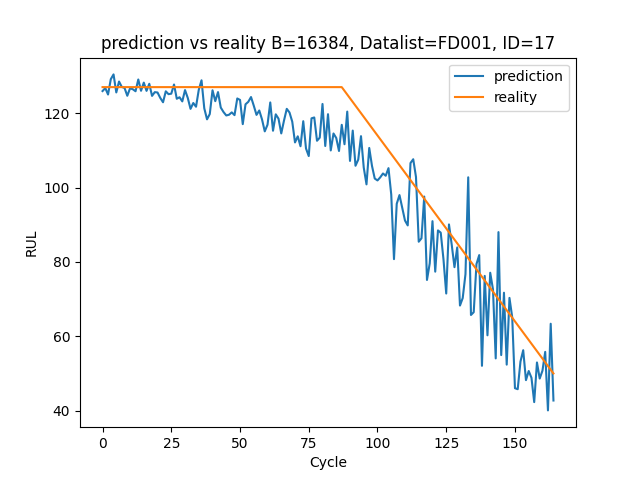 prediction vs reality B=16384, Datalist=FD001, ID=17
prediction
reality
RUL
120
100
80
60
40
0
25
50
75
100
125
150
Cycle